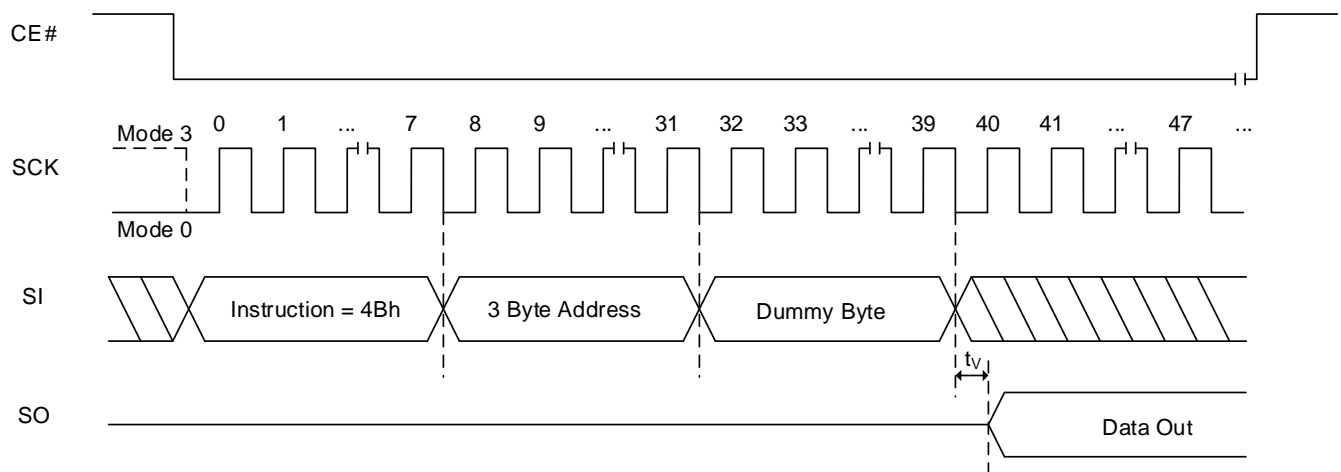 CE#
Mode 3 0 1 ... 7 8 9 ... 31 32 33 ... 39 40 41 ... 47 ...
SCK
Mode 0
SI Instruction = 4Bh 3 Byte Address Dummy Byte
tV
SO Data Out